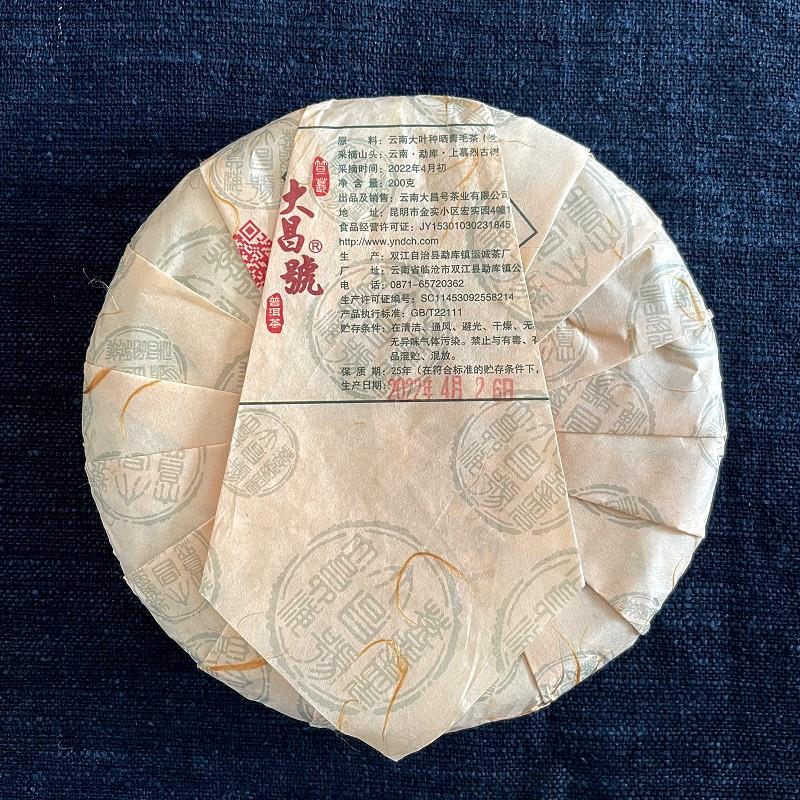 大昌號®
普洱茶
原 料：云南大叶种晒青毛茶（生
采摘山头：云南·勐库·上慕烈古树
采摘时间：2022年4月初
净 含 量：200克
出品及销售：云南大昌号茶业有限公司
地 址：昆明市金实小区宏实园4幢1
食品经营许可证：JY15301030231845
http://www.yndch.com
生 产：双江自治县勐库镇运诚茶厂
厂 址：云南省临沧市双江县勐库镇公
电 话：0871-65720362
生产许可证编号：SC11453092558214
产品执行标准：GB/T22111
贮存条件：在清洁、通风、避光、干燥、无
无异味气体污染。禁止与有毒、有
品混贮、混放。
保 质 期：25年（在符合标准的贮存条件下，
生产日期：2022年 4月 2 6日